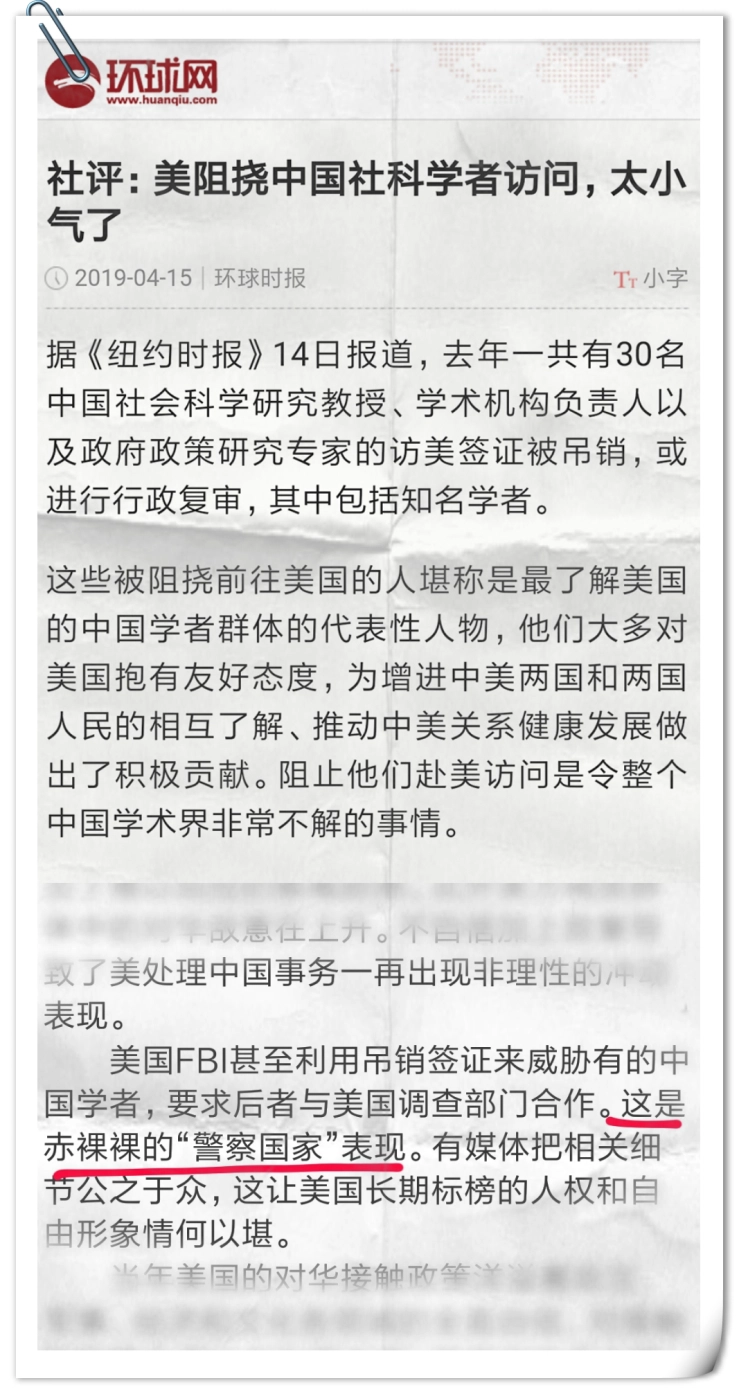 环球网
www.huanqiu.com
社评：美阻挠中国社科学者访问，太小
气了
2019-04-15 环球时报
TT 小字
据《纽约时报》14日报道，去年一共有30名
中国社会科学研究教授、学术机构负责人以
及政府政策研究专家的访美签证被吊销，或
进行行政复审，其中包括知名学者。
这些被阻挠前往美国的人堪称是最了解美国
的中国学者群体的代表性人物，他们大多对
美国抱有友好态度，为增进中美两国和两国
人民的相互了解、推动中美关系健康发展做
出了积极贡献。阻止他们赴美访问是令整个
中国学术界非常不解的事情。
故意在上升。不自信加上
致了美处理中国事务一再出现非理性的冲动
表现。
美国FBI甚至利用吊销签证来威胁有的中
国学者，要求后者与美国调查部门合作。这是
赤裸裸的“警察国家”表现。有媒体把相关细
节公之于众，这让美国长期标榜的人权和自
由形象情何以堪。
当年美国的对华接触政策洋溢着